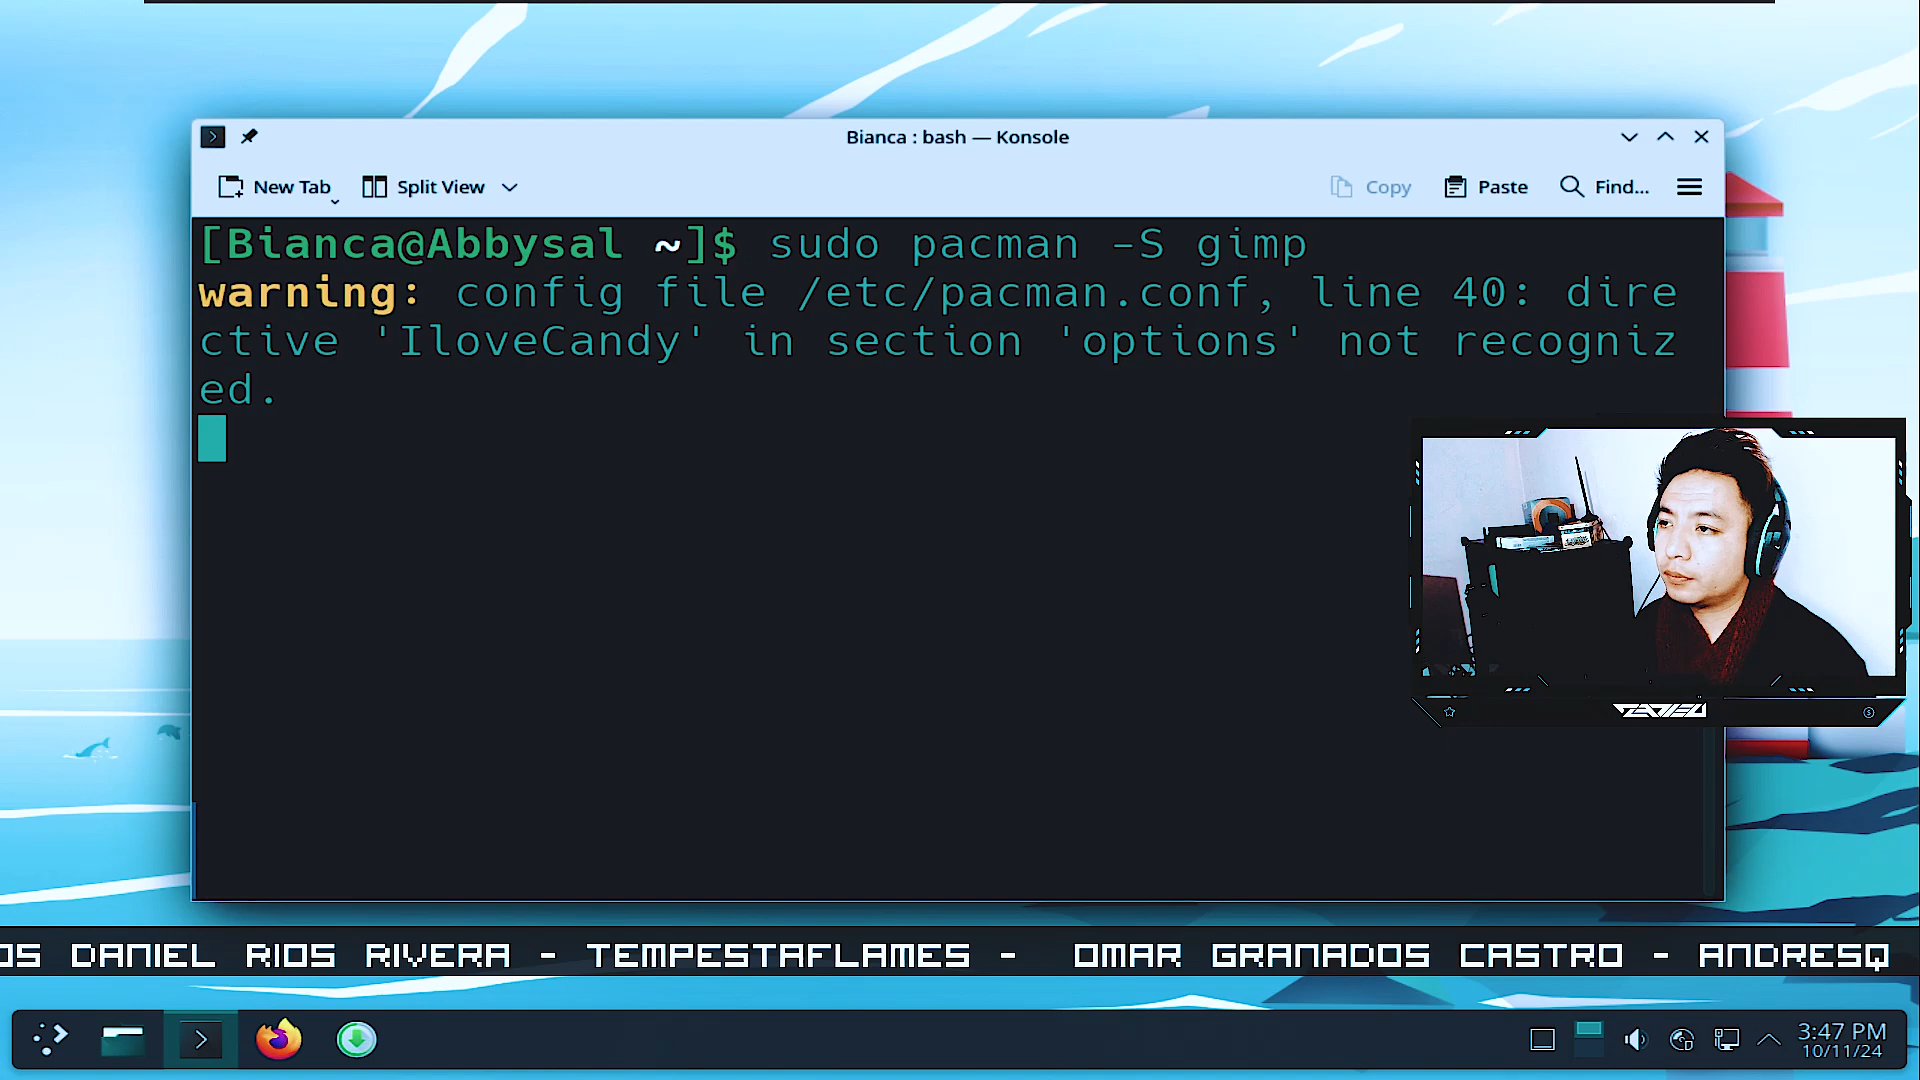 Bianca : bash — Konsole
New Tab
Split View
Copy
Paste
Find...
[Bianca@Abbysal ~]$ sudo pacman -S gimp
warning: config file /etc/pacman.conf, line 40: dire
ctive 'IloveCandy' in section 'options' not recogniz
ed.
OS DANIEL RIOS RIVERA - TEMPESTAFLAMES - OMAR GRANADOS CASTRO - ANDRESQ
3:47 PM
10/11/24